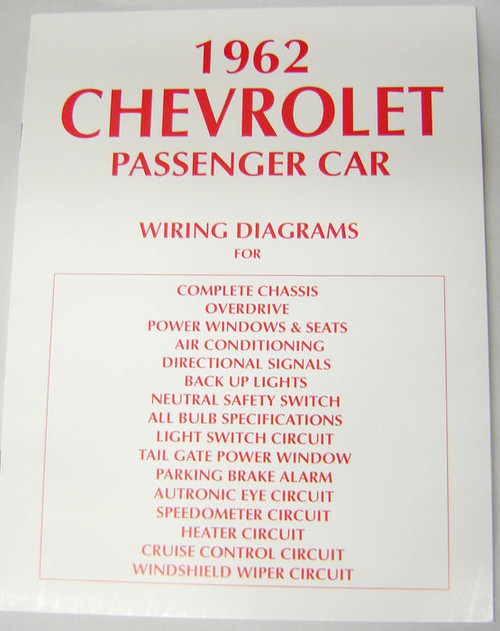 1962
CHEVROLET
PASSENGER CAR
WIRING DIAGRAMS
FOR
COMPLETE CHASSIS
OVERDRIVE
POWER WINDOWS & SEATS
AIR CONDITIONING
DIRECTIONAL SIGNALS
BACK UP LIGHTS
NEUTRAL SAFETY SWITCH
ALL BULB SPECIFICATIONS
LIGHT SWITCH CIRCUIT
TAIL GATE POWER WINDOW
PARKING BRAKE ALARM
AUTRONIC EYE CIRCUIT
SPEEDOMETER CIRCUIT
HEATER CIRCUIT
CRUISE CONTROL CIRCUIT
WINDSHIELD WIPER CIRCUIT